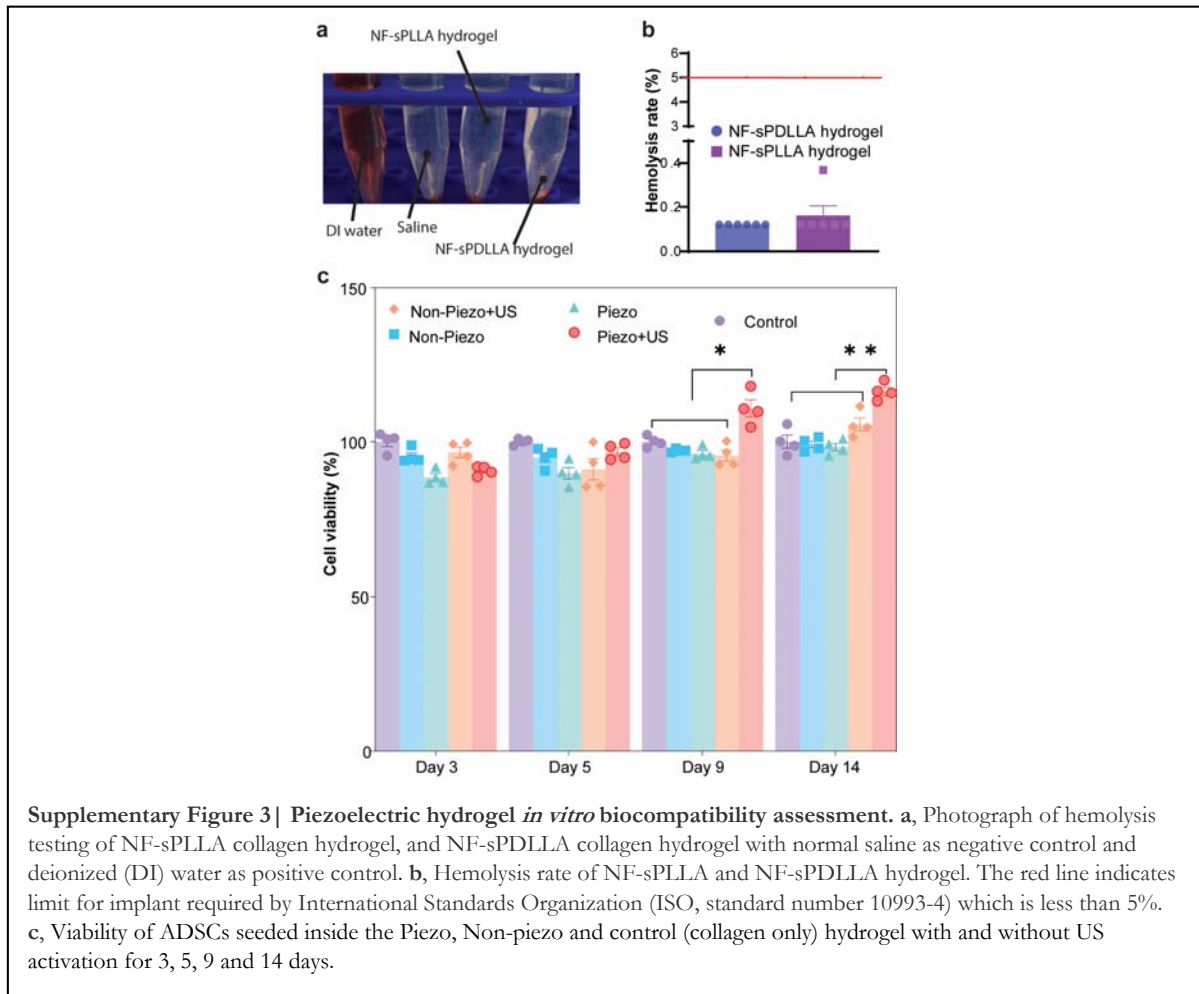 a
NF-sPLLA hydrogel
DI water
Saline
NF-sPDLLA hydrogel
b
Hemolysis rate (%)
6
5
4
3
0.4
0.2
0.0
NF-sPDLLA hydrogel
NF-sPLLA hydrogel
c
Cell viability (%)
150
100
50
0
Non-Piezo+US
Piezo
Control
Non-Piezo
Piezo+US
*
* *
Day 3
Day 5
Day 9
Day 14
Supplementary Figure 3| Piezoelectric hydrogel in vitro biocompatibility assessment. a, Photograph of hemolysis
testing of NF-sPLLA collagen hydrogel, and NF-sPDLLA collagen hydrogel with normal saline as negative control and
deionized (DI) water as positive control. b, Hemolysis rate of NF-sPLLA and NF-sPDLLA hydrogel. The red line indicates
limit for implant required by International Standards Organization (ISO, standard number 10993-4) which is less than 5%.
c, Viability of ADSCs seeded inside the Piezo, Non-piezo and control (collagen only) hydrogel with and without US
activation for 3, 5, 9 and 14 days.